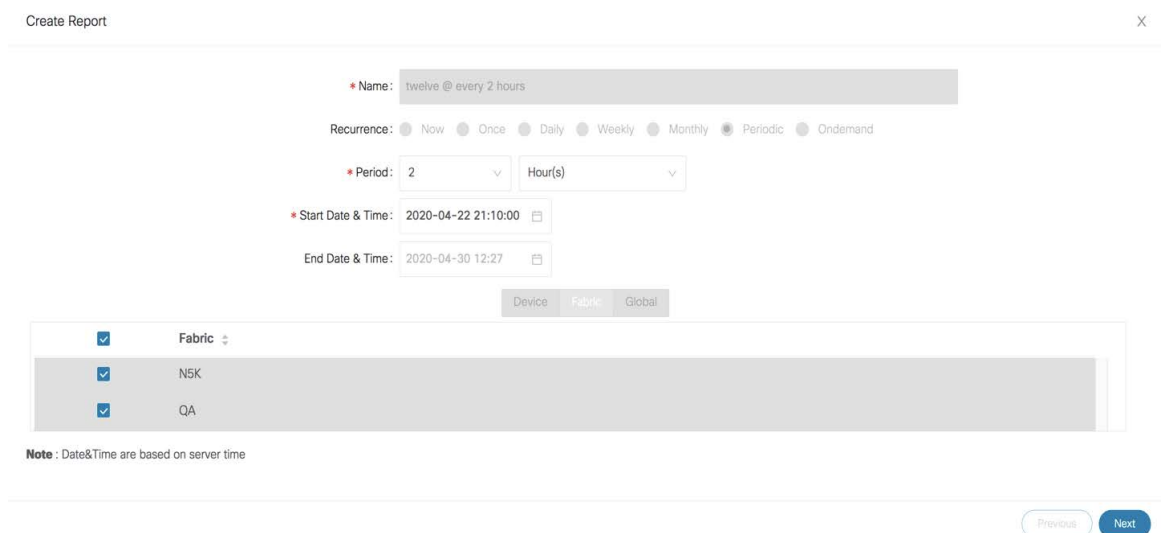 Create Report X
* Name: twelve @ every 2 hours
Recurrence: Now Once Daily Weekly Monthly Periodic Ondemand
* Period: 2 Hour(s)
* Start Date & Time: 2020-04-22 21:10:00
End Date & Time: 2020-04-30 12:27
Device Fabric Global
Fabric
N5K
QA
Note : Date&Time are based on server time
Previous Next